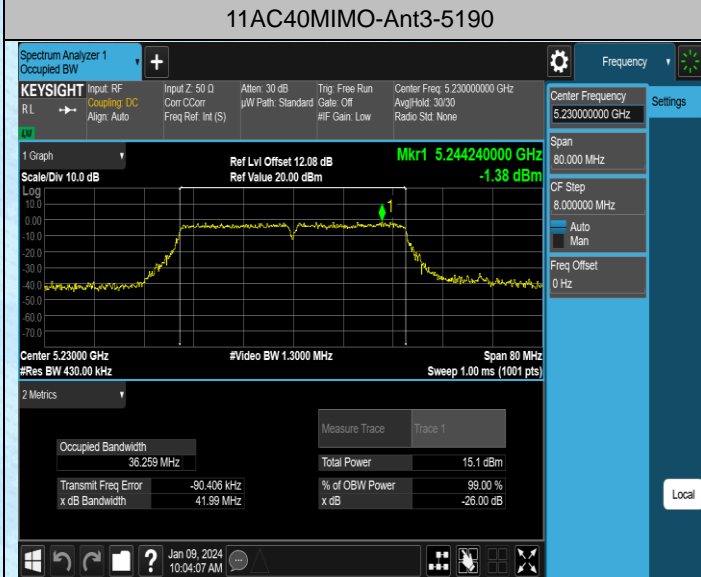 11AC40MIMO-Ant3-5190
Spectrum Analyzer 1
Occupied BW
Frequency
KEYSIGHT
RL
LXI
Input: RF
Coupling: DC
Align: Auto
Input Z: 50 Ω
Corr CCorr
Freq Ref: Int (S)
Atten: 30 dB
µW Path: Standard
Trig: Free Run
Gate: Off
#IF Gain: Low
Center Freq: 5.230000000 GHz
Avg|Hold: 30/30
Radio Std: None
Center Frequency
5.230000000 GHz
Settings
Span
80.000 MHz
CF Step
8.000000 MHz
Auto
Man
Freq Offset
0 Hz
1 Graph
Ref Lvl Offset 12.08 dB
Mkr1 5.244240000 GHz
Scale/Div 10.0 dB
Ref Value 20.00 dBm
-1.38 dBm
Log
10.0
0.00
-10.0
-20.0
-30.0
-40.0
-50.0
-60.0
-70.0
1
Center 5.23000 GHz
#Video BW 1.3000 MHz
Span 80 MHz
#Res BW 430.00 kHz
Sweep 1.00 ms (1001 pts)
2 Metrics
Measure Trace
Trace 1
Occupied Bandwidth
36.259 MHz
Total Power
15.1 dBm
Transmit Freq Error
-90.406 kHz
% of OBW Power
99.00 %
x dB Bandwidth
41.99 MHz
x dB
-26.00 dB
Local
Jan 09, 2024
10:04:07 AM